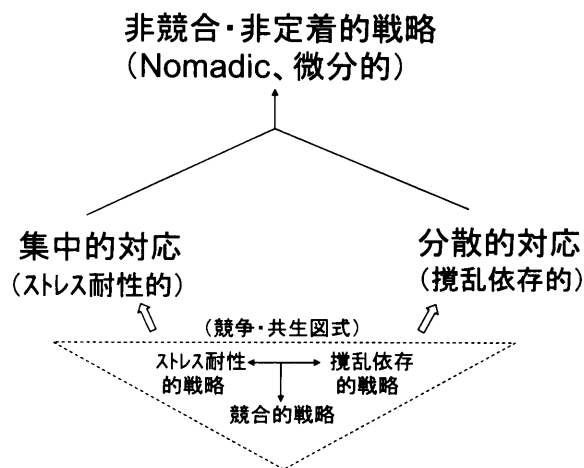 非競合・非定着的戦略
（Nomadic、微分的）
集中的対応
（ストレス耐性的）
分散的対応
（撹乱依存的）
（競争・共生図式）
ストレス耐性
的戦略
撹乱依存
的戦略
競合的戦略